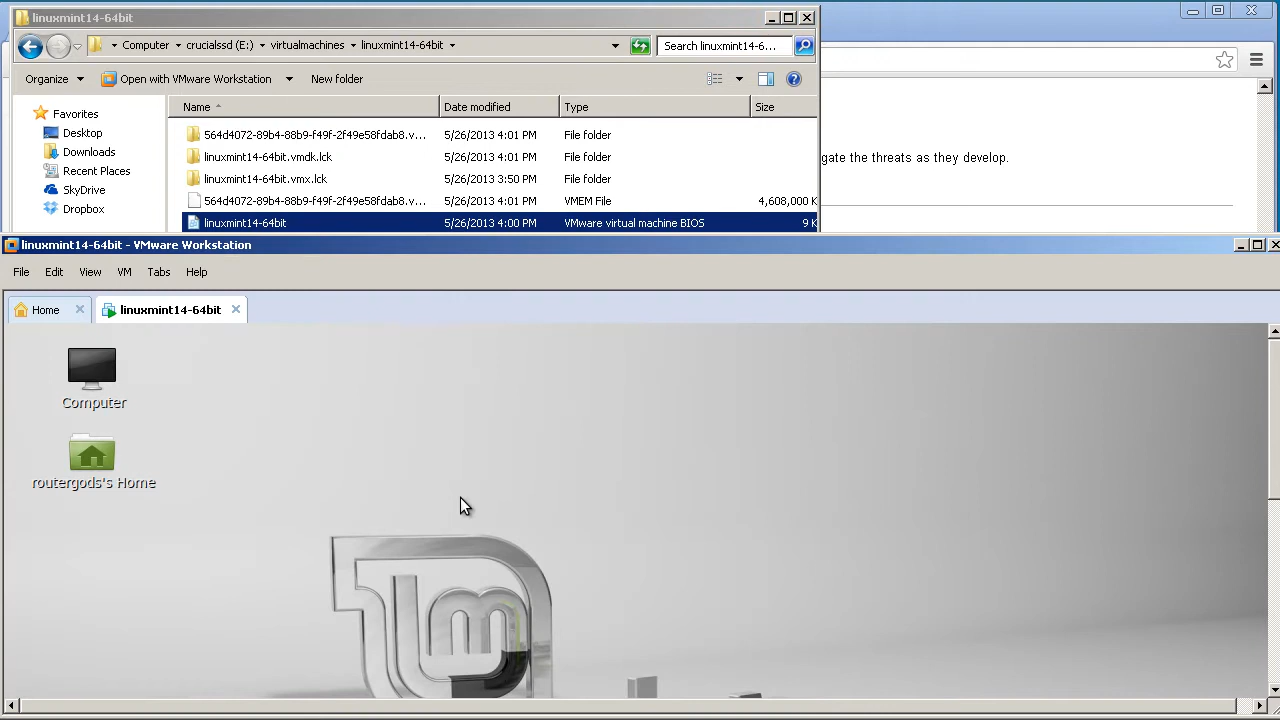 linuxmint14-64bit
Computer crucialssd (E:) virtualmachines linuxmint14-64bit Search linuxmint14-6...
Organize Open with VMware Workstation New folder
Favorites
Desktop
Downloads
Recent Places
SkyDrive
Dropbox
Name Date modified Type Size
564d4072-89b4-88b9-f49f-2f49e58fdab8.v... 5/26/2013 4:01 PM File folder
linuxmint14-64bit.vmdk.lck 5/26/2013 4:01 PM File folder
linuxmint14-64bit.vmx.lck 5/26/2013 3:50 PM File folder
564d4072-89b4-88b9-f49f-2f49e58fdab8.v... 5/26/2013 4:01 PM VMEM File 4,608,000 K
linuxmint14-64bit 5/26/2013 4:00 PM VMware virtual machine BIOS 9 K
gate the threats as they develop.
linuxmint14-64bit - VMware Workstation
File Edit View VM Tabs Help
Home linuxmint14-64bit
Computer
routergods's Home